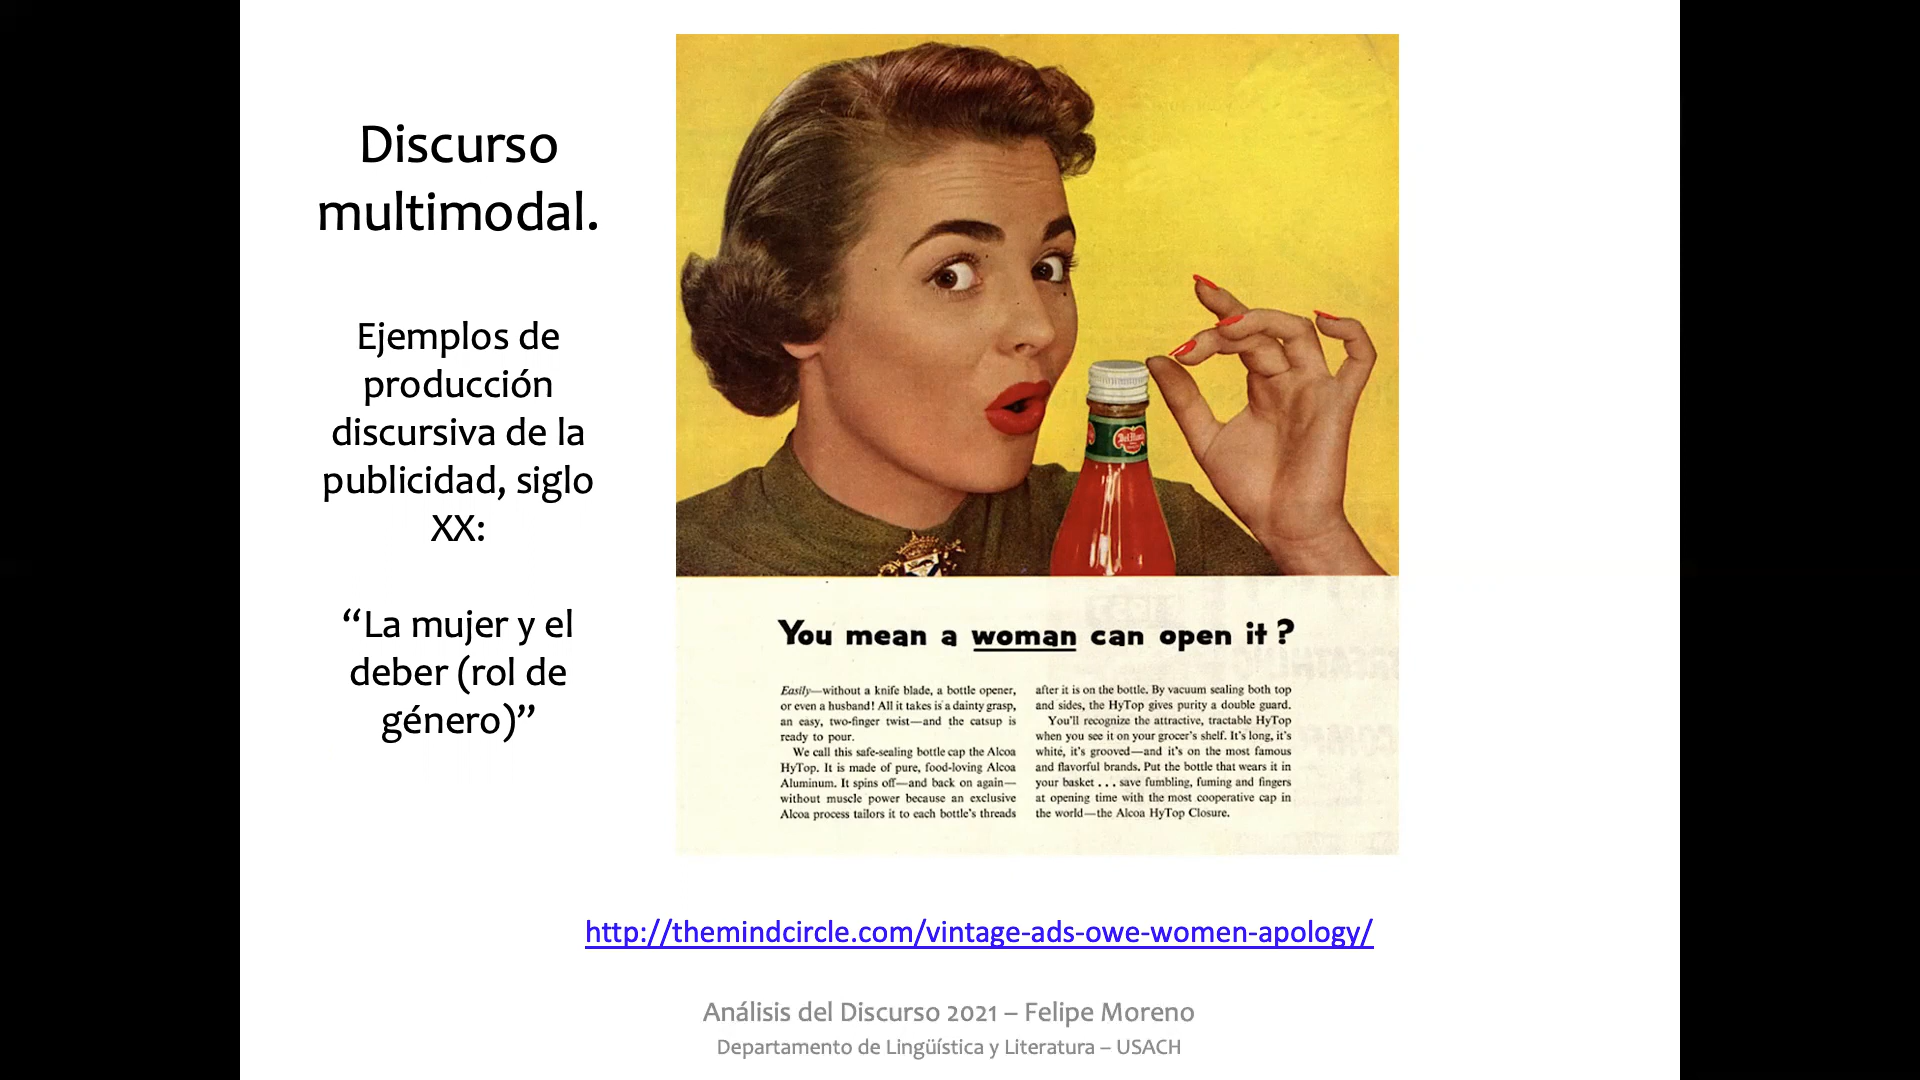 Discurso
multimodal.
Ejemplos de
producción
discursiva de la
publicidad, siglo
XX:
“La mujer y el
deber (rol de
género)”
Del Monte
You mean a woman can open it?
Easily—without a knife blade, a bottle opener,
or even a husband! All it takes is a dainty grasp,
an easy, two-finger twist—and the catsup is
ready to pour.
We call this safe-sealing bottle cap the Alcoa
HyTop. It is made of pure, food-loving Alcoa
Aluminum. It spins off—and back on again—
without muscle power because an exclusive
Alcoa process tailors it to each bottle's threads
after it is on the bottle. By vacuum sealing both top
and sides, the HyTop gives purity a double guard.
You'll recognize the attractive, tractable HyTop
when you see it on your grocer's shelf. It's long, it's
white, it's grooved—and it's on the most famous
and flavorful brands. Put the bottle that wears it in
your basket . . . save fumbling, fuming and fingers
at opening time with the most cooperative cap in
the world—the Alcoa HyTop Closure.
http://themindcircle.com/vintage-ads-owe-women-apology/
Análisis del Discurso 2021 – Felipe Moreno
Departamento de Lingüística y Literatura – USACH